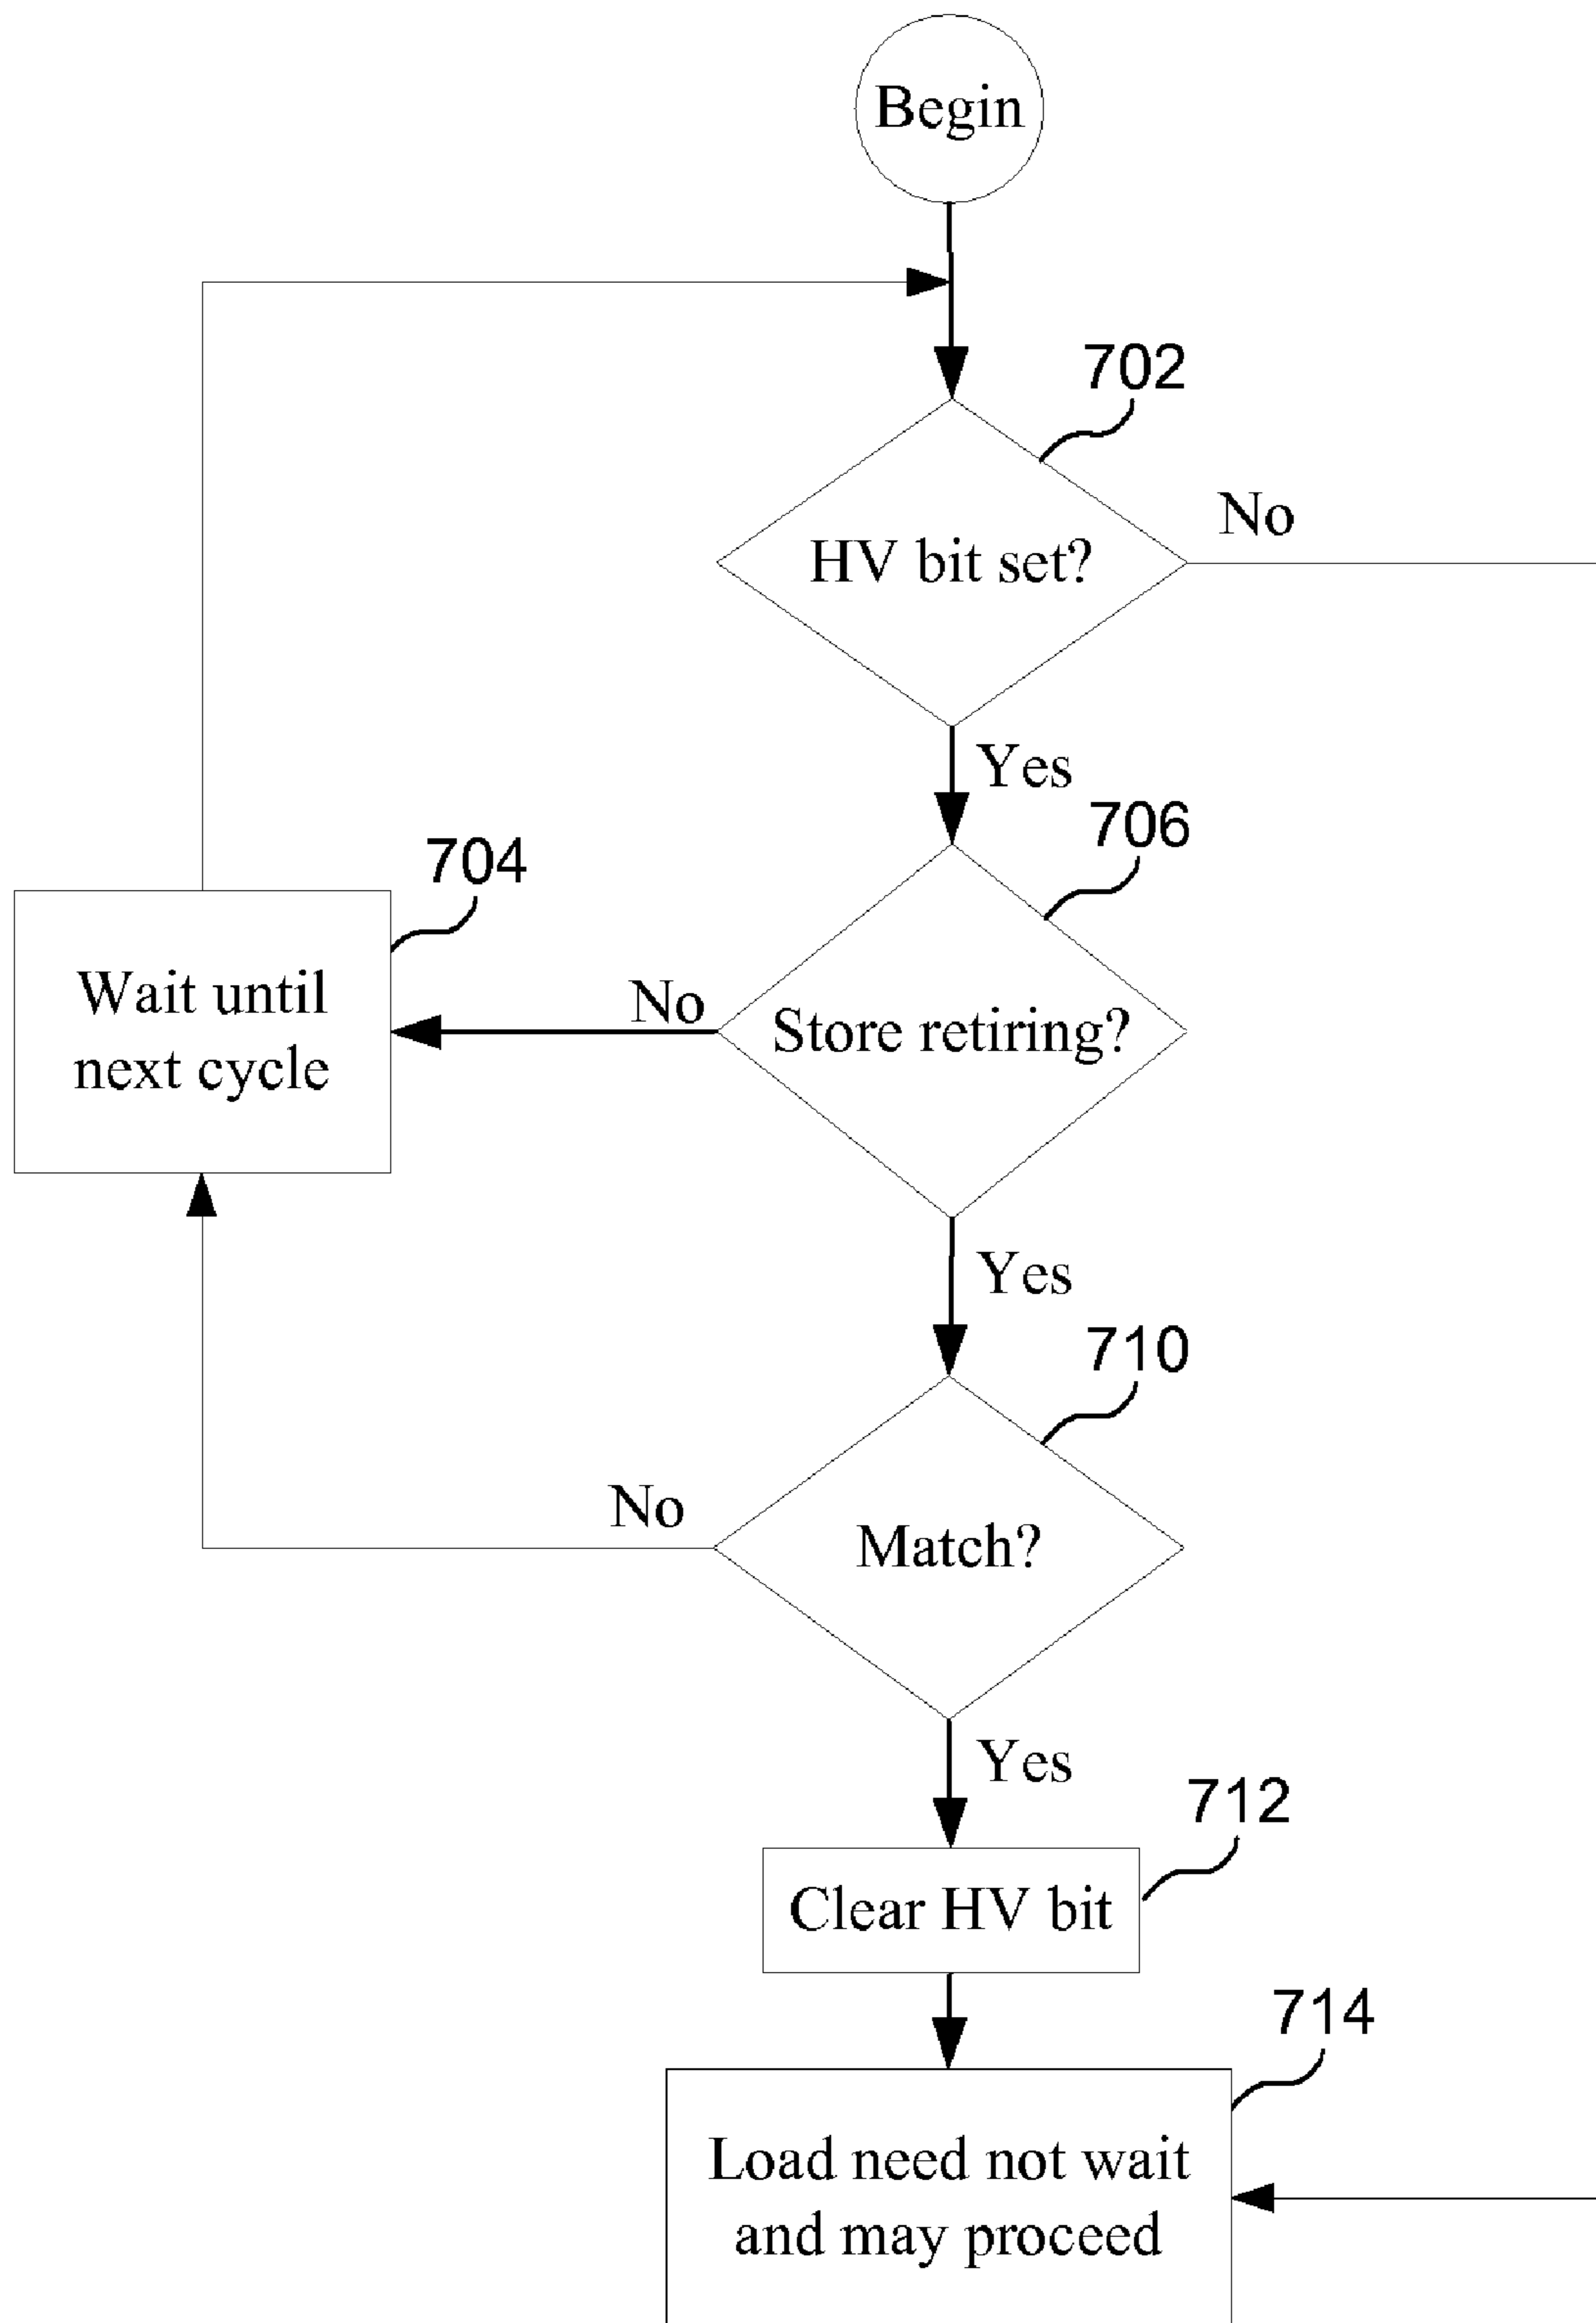 Begin
702
HV bit set?
No
Yes
706
704
Wait until
next cycle
No
Store retiring?
Yes
710
No
Match?
Yes
712
Clear HV bit
714
Load need not wait
and may proceed